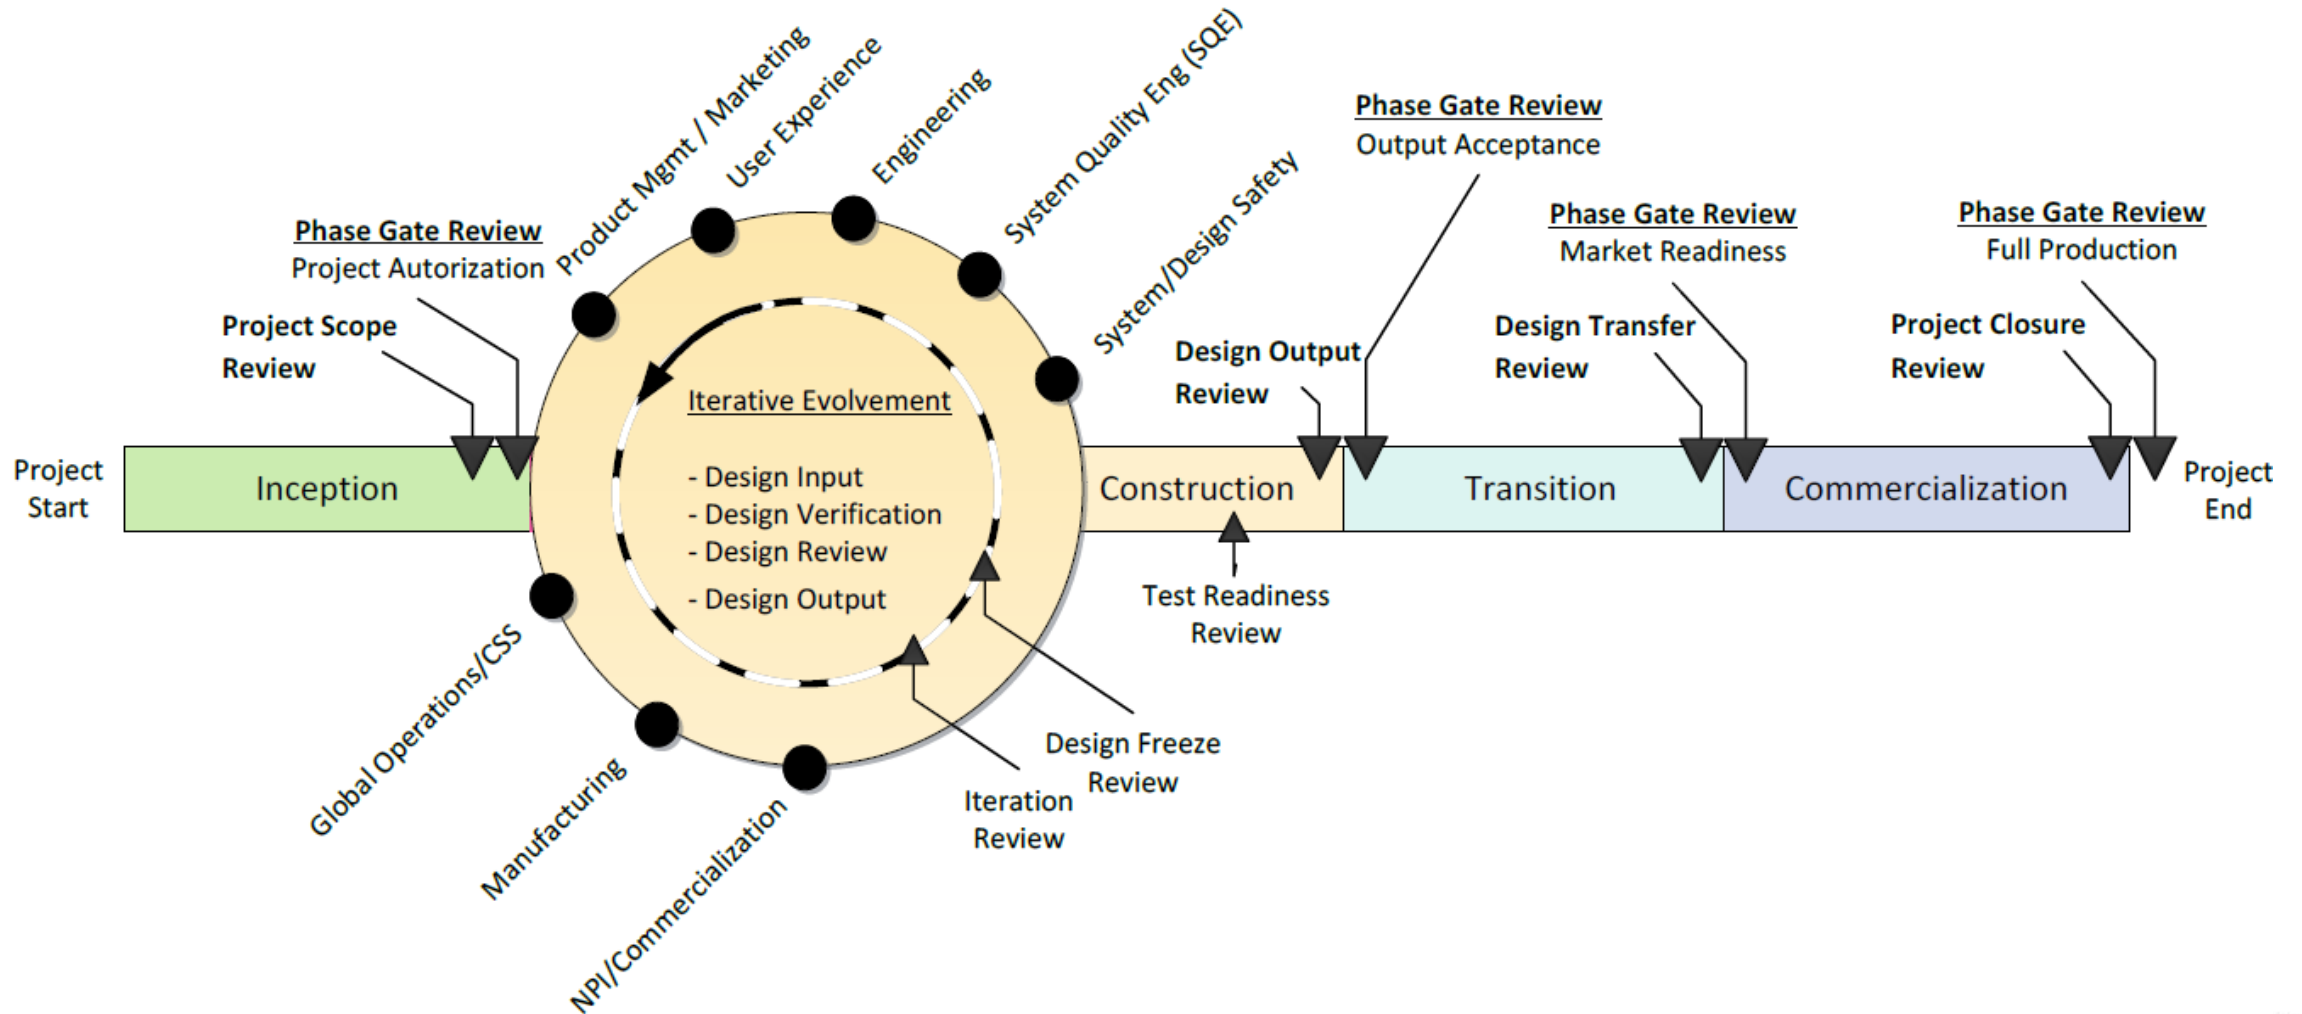 Product Mgmt / Marketing
User Experience
Engineering
System Quality Eng (SQE)
System/Design Safety
Phase Gate Review
Output Acceptance
Phase Gate Review
Project Autorization
Phase Gate Review
Market Readiness
Phase Gate Review
Full Production
Project Scope
Review
Design Output
Review
Design Transfer
Review
Project Closure
Review
Project
Start
Inception
Iterative Evolvement
- Design Input
- Design Verification
- Design Review
- Design Output
Construction
Transition
Commercialization
Project
End
Test Readiness
Review
Design Freeze
Review
Iteration
Review
Global Operations/CSS
Manufacturing
NPI/Commercialization